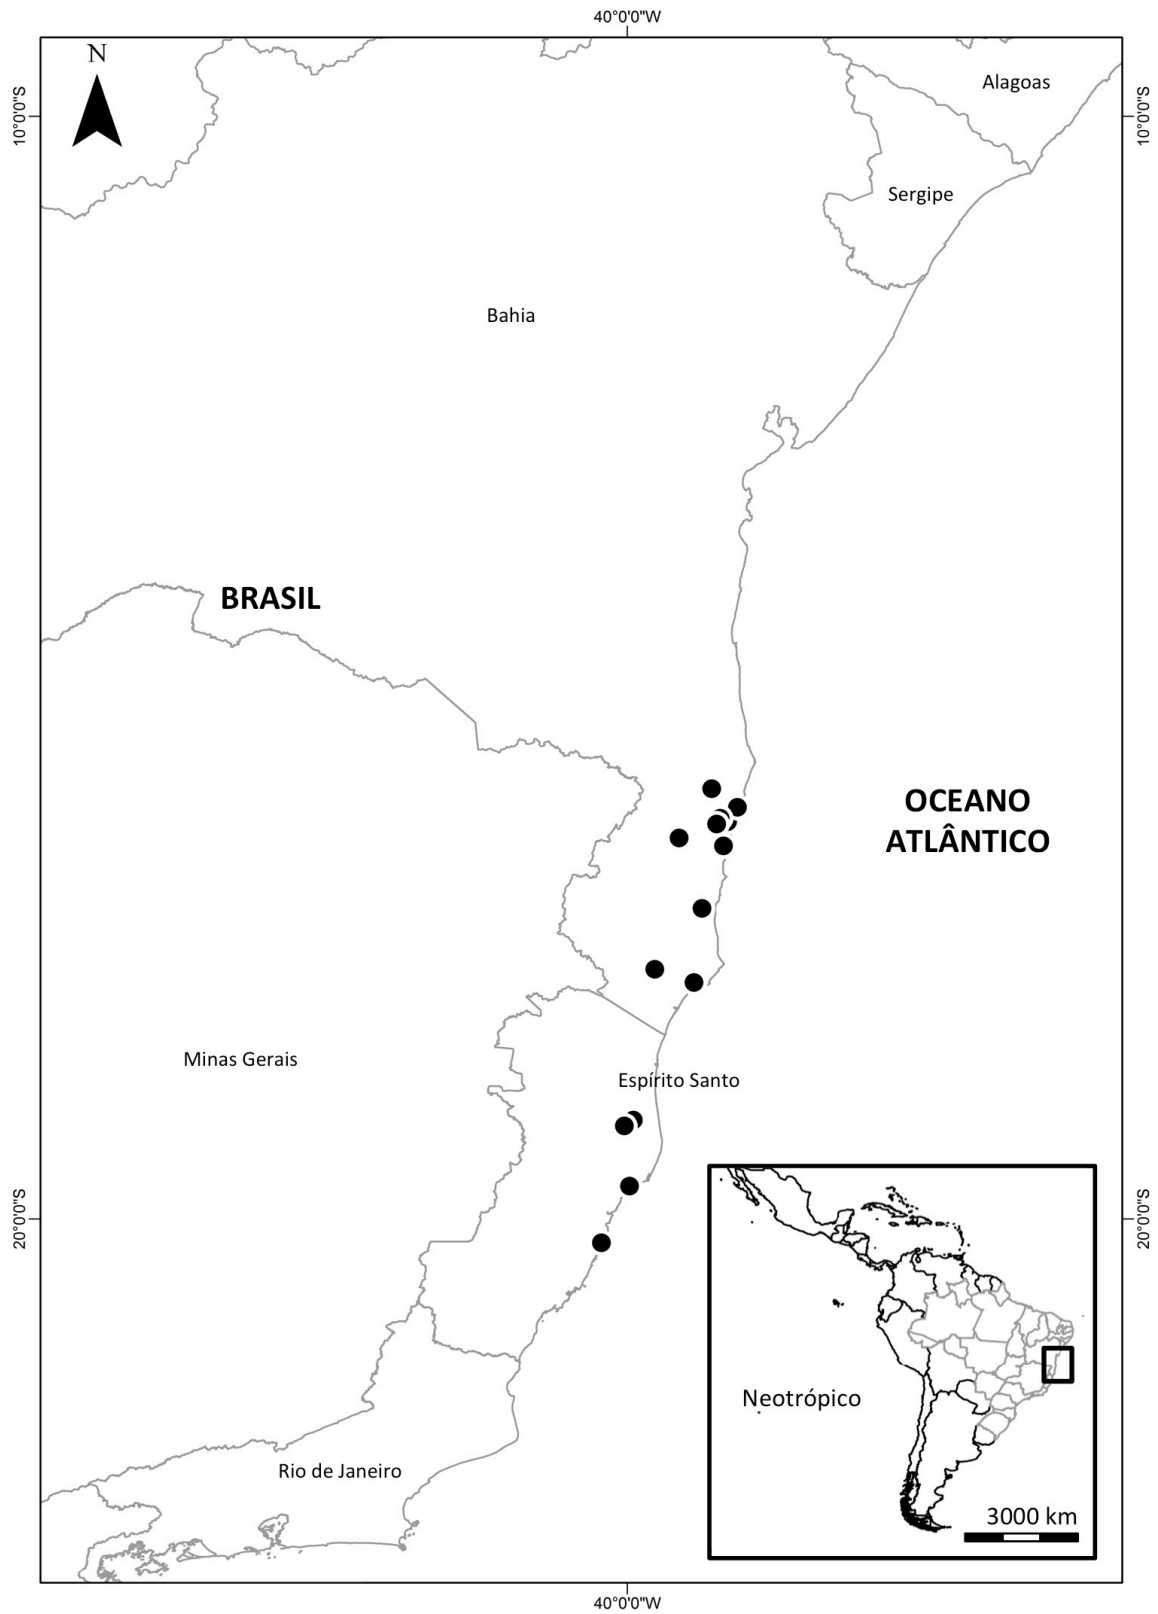 40°0'0"W
N
Alagoas
10°0'0"S
10°0'0"S
Sergipe
Bahia
BRASIL
OCEANO
ATLÂNTICO
Minas Gerais
Espírito Santo
20°0'0"S
20°0'0"S
Neotrópico
Rio de Janeiro
3000 km
40°0'0"W